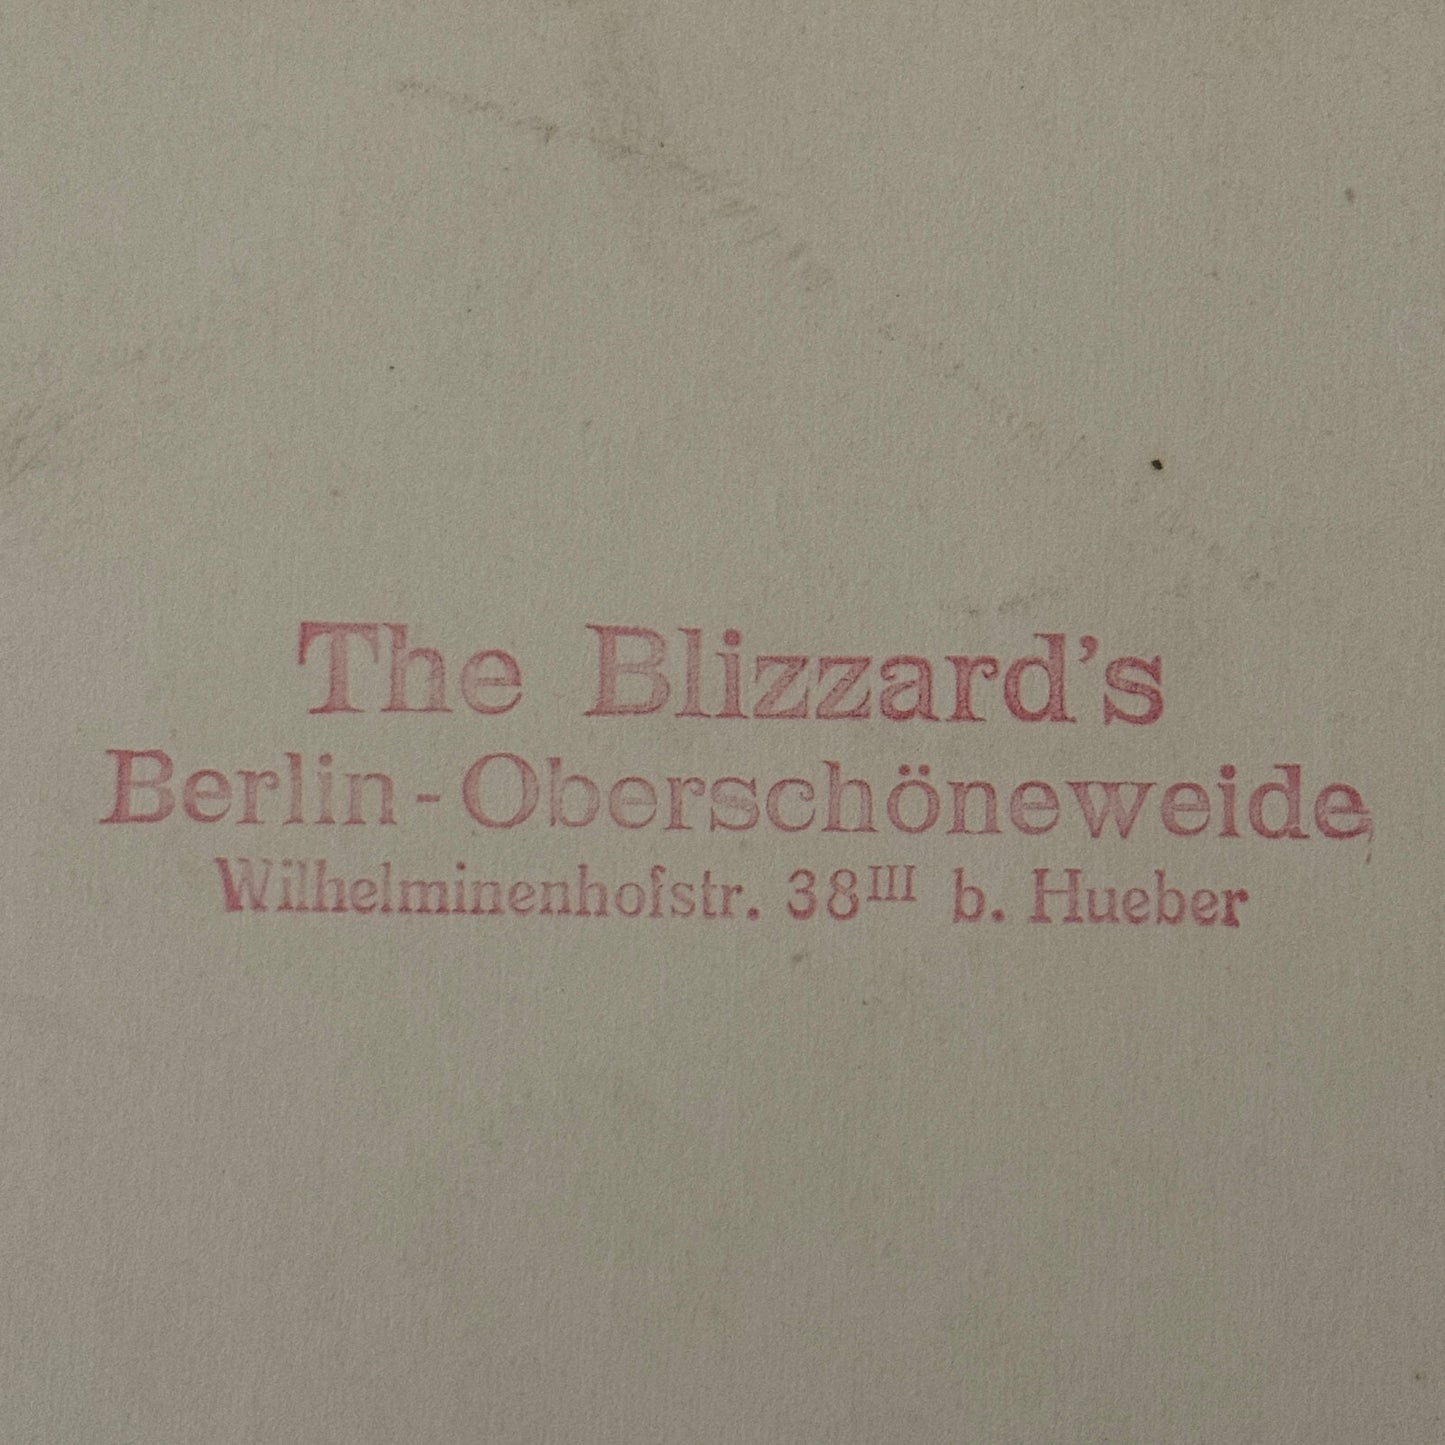 The Blizzard's
Berlin-Oberschöneweide
Wilhelminenhofstr. 38ᴵᴵᴵ b. Hueber